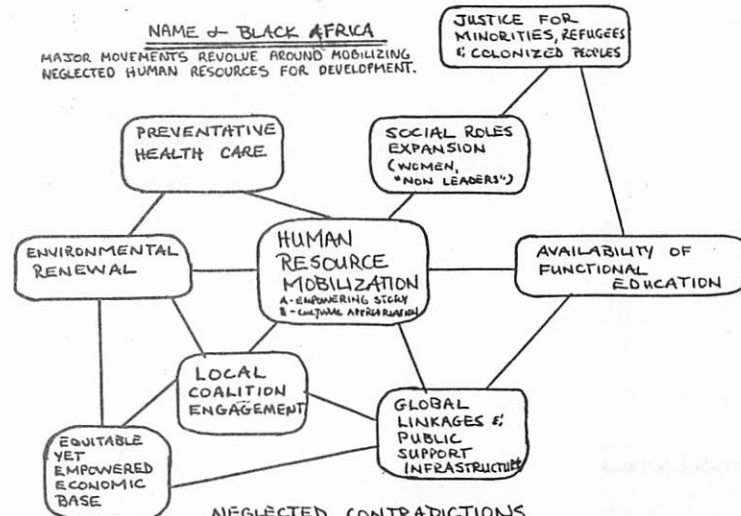 NAME & BLACK AFRICA
MAJOR MOVEMENTS REVOLVE AROUND MOBILIZING
NEGLECTED HUMAN RESOURCES FOR DEVELOPMENT.
JUSTICE FOR
MINORITIES, REFUGEES
& COLONIZED PEOPLES
PREVENTATIVE
HEALTH CARE
SOCIAL ROLES
EXPANSION
(WOMEN,
"NON LEADERS")
ENVIRONMENTAL
RENEWAL
HUMAN
RESOURCE
MOBILIZATION
A - EMPOWERING STORY
B - CULTURAL
AVAILABILITY OF
FUNCTIONAL
EDUCATION
LOCAL
COALITION
ENGAGEMENT
GLOBAL
LINKAGES &
PUBLIC
SUPPORT
INFRASTRUCTURE
EQUITABLE
YET
EMPOWERED
ECONOMIC
BASE
NEGLECTED CONTRADICTIONS